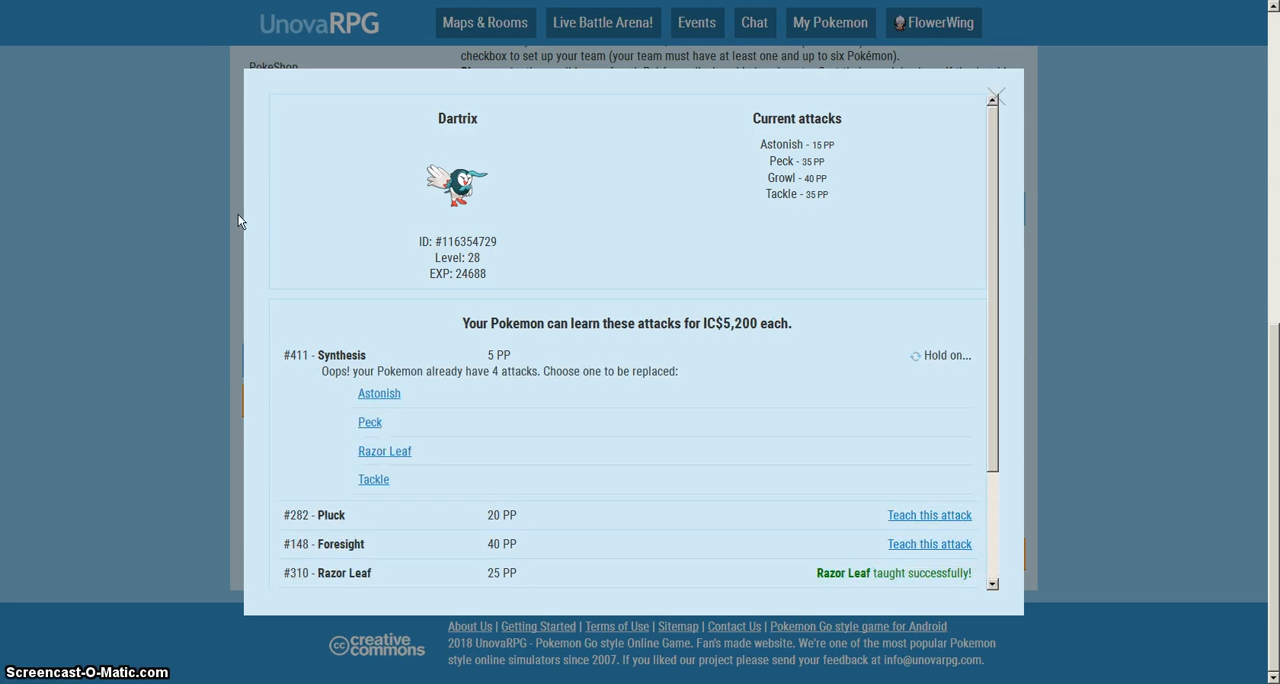 UnovaRPG Maps & Rooms Live Battle Arena! Events Chat My Pokemon FlowerWing
checkbox to set up your team (your team must have at least one and up to six Pokémon).
PokeShop
Dartrix Current attacks
Astonish - 15 PP
Peck - 35 PP
Growl - 40 PP
Tackle - 35 PP
ID: #116354729
Level: 28
EXP: 24688
Your Pokemon can learn these attacks for IC$5,200 each.
#411 - Synthesis 5 PP Hold on...
Oops! your Pokemon already have 4 attacks. Choose one to be replaced:
Astonish
Peck
Razor Leaf
Tackle
#282 - Pluck 20 PP Teach this attack
#148 - Foresight 40 PP Teach this attack
#310 - Razor Leaf 25 PP Razor Leaf taught successfully!
About Us | Getting Started | Terms of Use | Sitemap | Contact Us | Pokemon Go style game for Android
cc creative commons
2018 UnovaRPG - Pokemon Go style Online Game. Fan's made website. We're one of the most popular Pokemon
style online simulators since 2007. If you liked our project please send your feedback at info@unovarpg.com.
Screencast-O-Matic.com